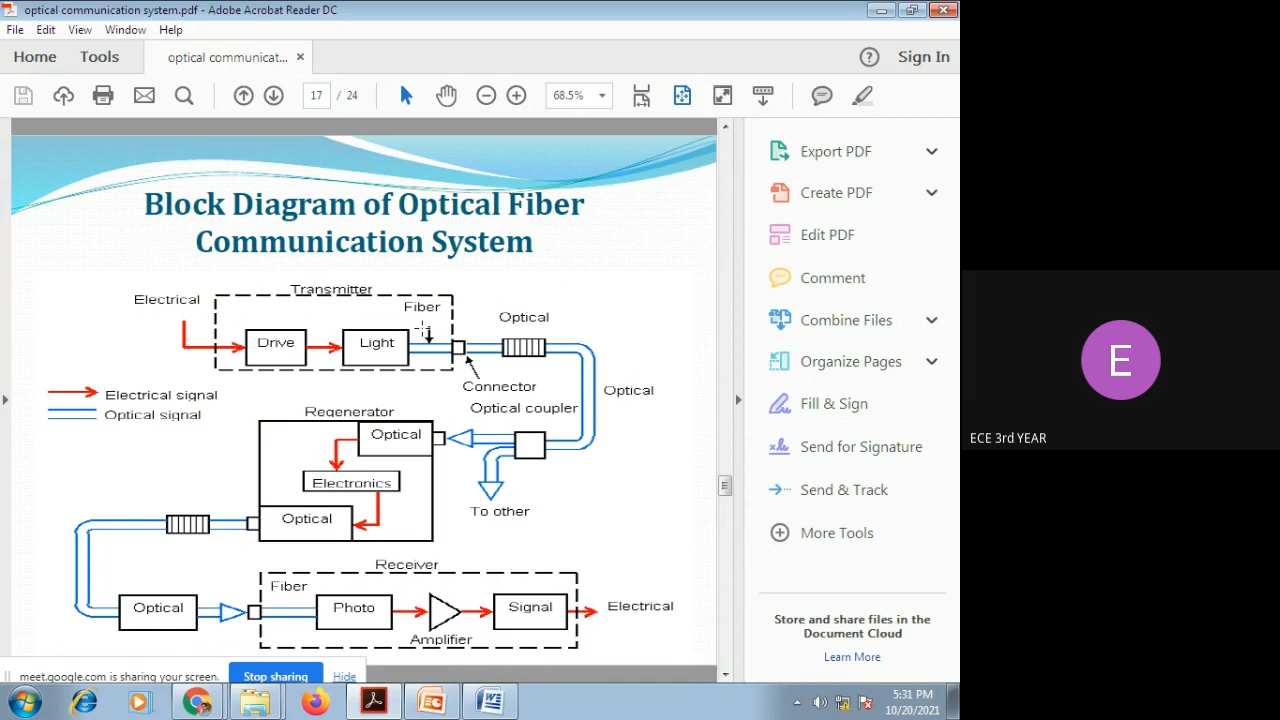 optical communication system.pdf - Adobe Acrobat Reader DC
File Edit View Window Help
Home Tools optical communicat... × Sign In
17 / 24 68.5%
Export PDF
Create PDF
Edit PDF
Comment
Combine Files
Organize Pages
Fill & Sign
Send for Signature
Send & Track
More Tools
Store and share files in the
Document Cloud
Learn More
Block Diagram of Optical Fiber
Communication System
Transmitter
Electrical
Fiber
Optical
Drive
Light
Connector
Optical
Electrical signal
Optical signal
Optical coupler
Regenerator
Optical
Electronics
To other
Optical
Receiver
Fiber
Optical
Photo
Signal
Electrical
Amplifier
meet.google.com is sharing your screen. Stop sharing Hide
5:31 PM
10/20/2021
E
ECE 3rd YEAR